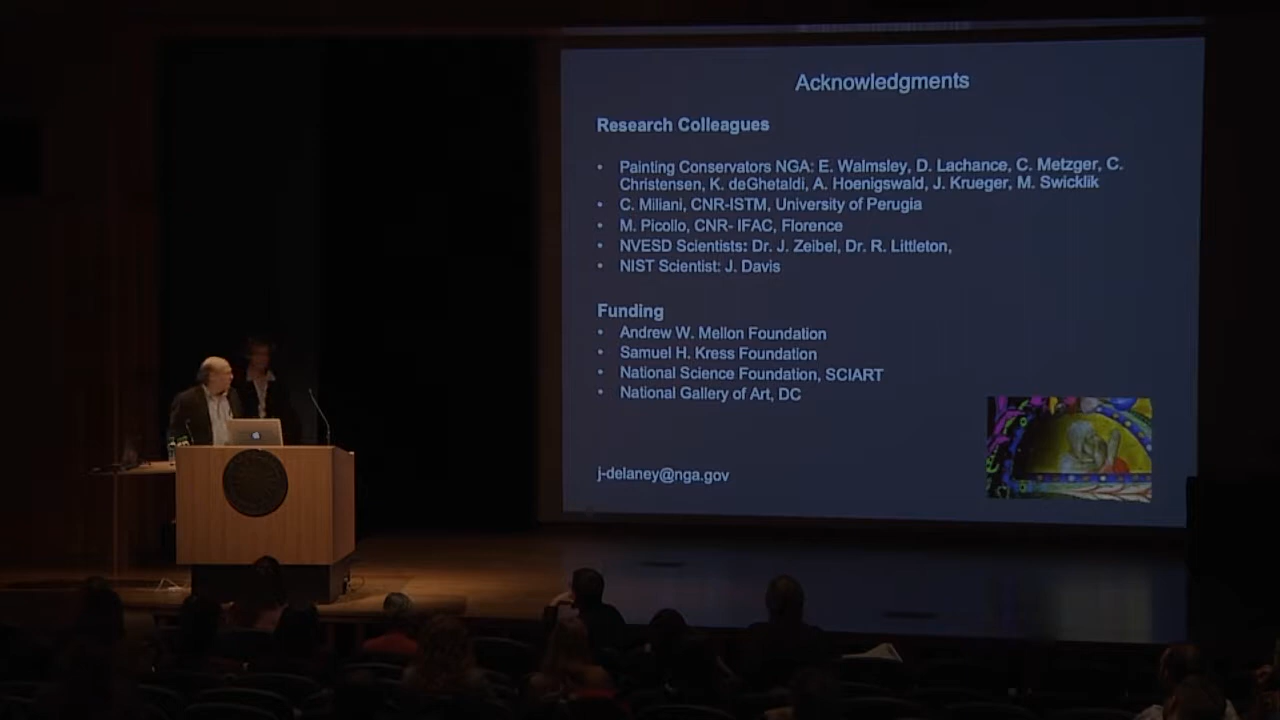 Acknowledgments
Research Colleagues
• Painting Conservators NGA: E. Walmsley, D. Lachance, C. Metzger, C.
Christensen, K. deGhetaldi, A. Hoenigswald, J. Krueger, M. Swicklik
• C. Miliani, CNR-ISTM, University of Perugia
• M. Picollo, CNR- IFAC, Florence
• NVESD Scientists: Dr. J. Zeibel, Dr. R. Littleton,
• NIST Scientist: J. Davis
Funding
• Andrew W. Mellon Foundation
• Samuel H. Kress Foundation
• National Science Foundation, SCIART
• National Gallery of Art, DC
j-delaney@nga.gov